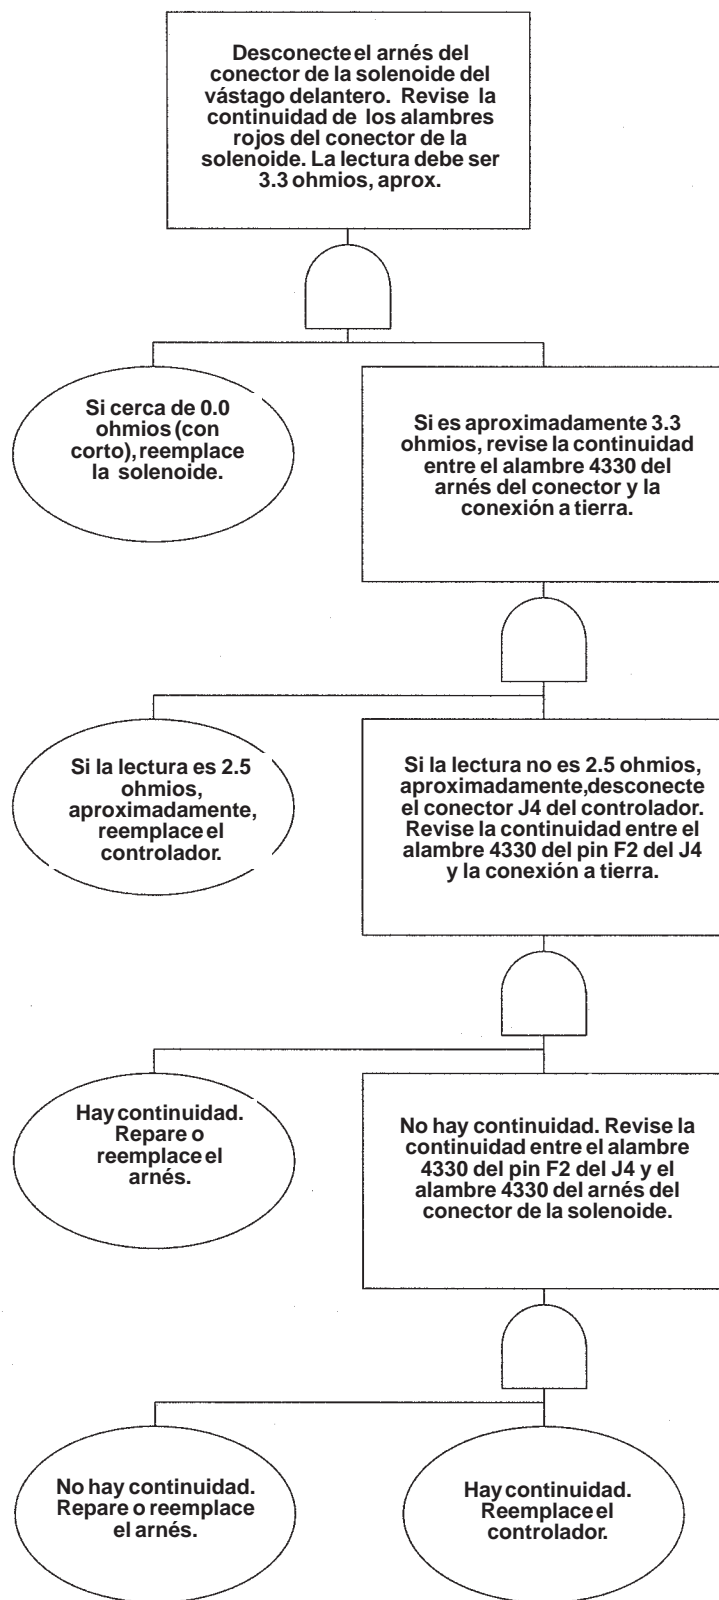 Desconecte el arnés del
conector de la solenoide del
vástago delantero. Revise la
continuidad de los alambres
rojos del conector de la
solenoide. La lectura debe ser
3.3 ohmios, aprox.
Si cerca de 0.0
ohmios (con
corto), reemplace
la solenoide.
Si es aproximadamente 3.3
ohmios, revise la continuidad
entre el alambre 4330 del
arnés del conector y la
conexión a tierra.
Si la lectura es 2.5
ohmios,
aproximadamente,
reemplace el
controlador.
Si la lectura no es 2.5 ohmios,
aproximadamente,desconecte
el conector J4 del controlador.
Revise la continuidad entre el
alambre 4330 del pin F2 del J4
y la conexión a tierra.
Hay continuidad.
Repare o
reemplace el
arnés.
No hay continuidad. Revise la
continuidad entre el alambre
4330 del pin F2 del J4 y el
alambre 4330 del arnés del
conector de la solenoide.
No hay continuidad.
Repare o reemplace
el arnés.
Hay continuidad.
Reemplace el
controlador.